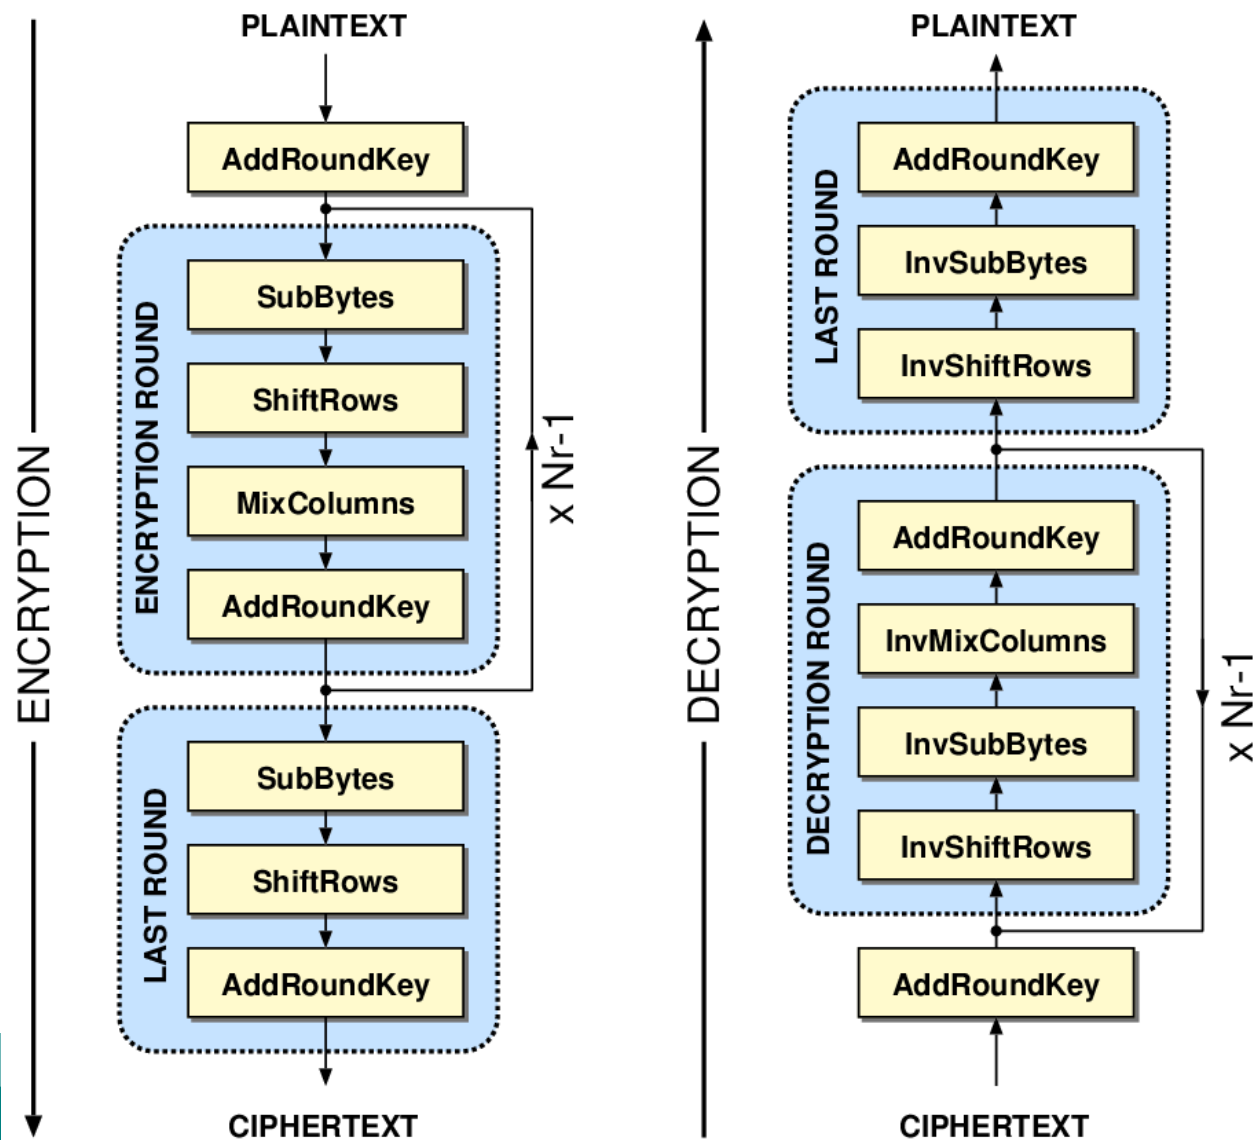 PLAINTEXT
AddRoundKey
SubBytes
ShiftRows
MixColumns
AddRoundKey
ENCRYPTION ROUND
x Nr-1
SubBytes
ShiftRows
AddRoundKey
LAST ROUND
CIPHERTEXT
ENCRYPTION
PLAINTEXT
AddRoundKey
InvSubBytes
InvShiftRows
LAST ROUND
AddRoundKey
InvMixColumns
InvSubBytes
InvShiftRows
DECRYPTION ROUND
x Nr-1
AddRoundKey
CIPHERTEXT
DECRYPTION